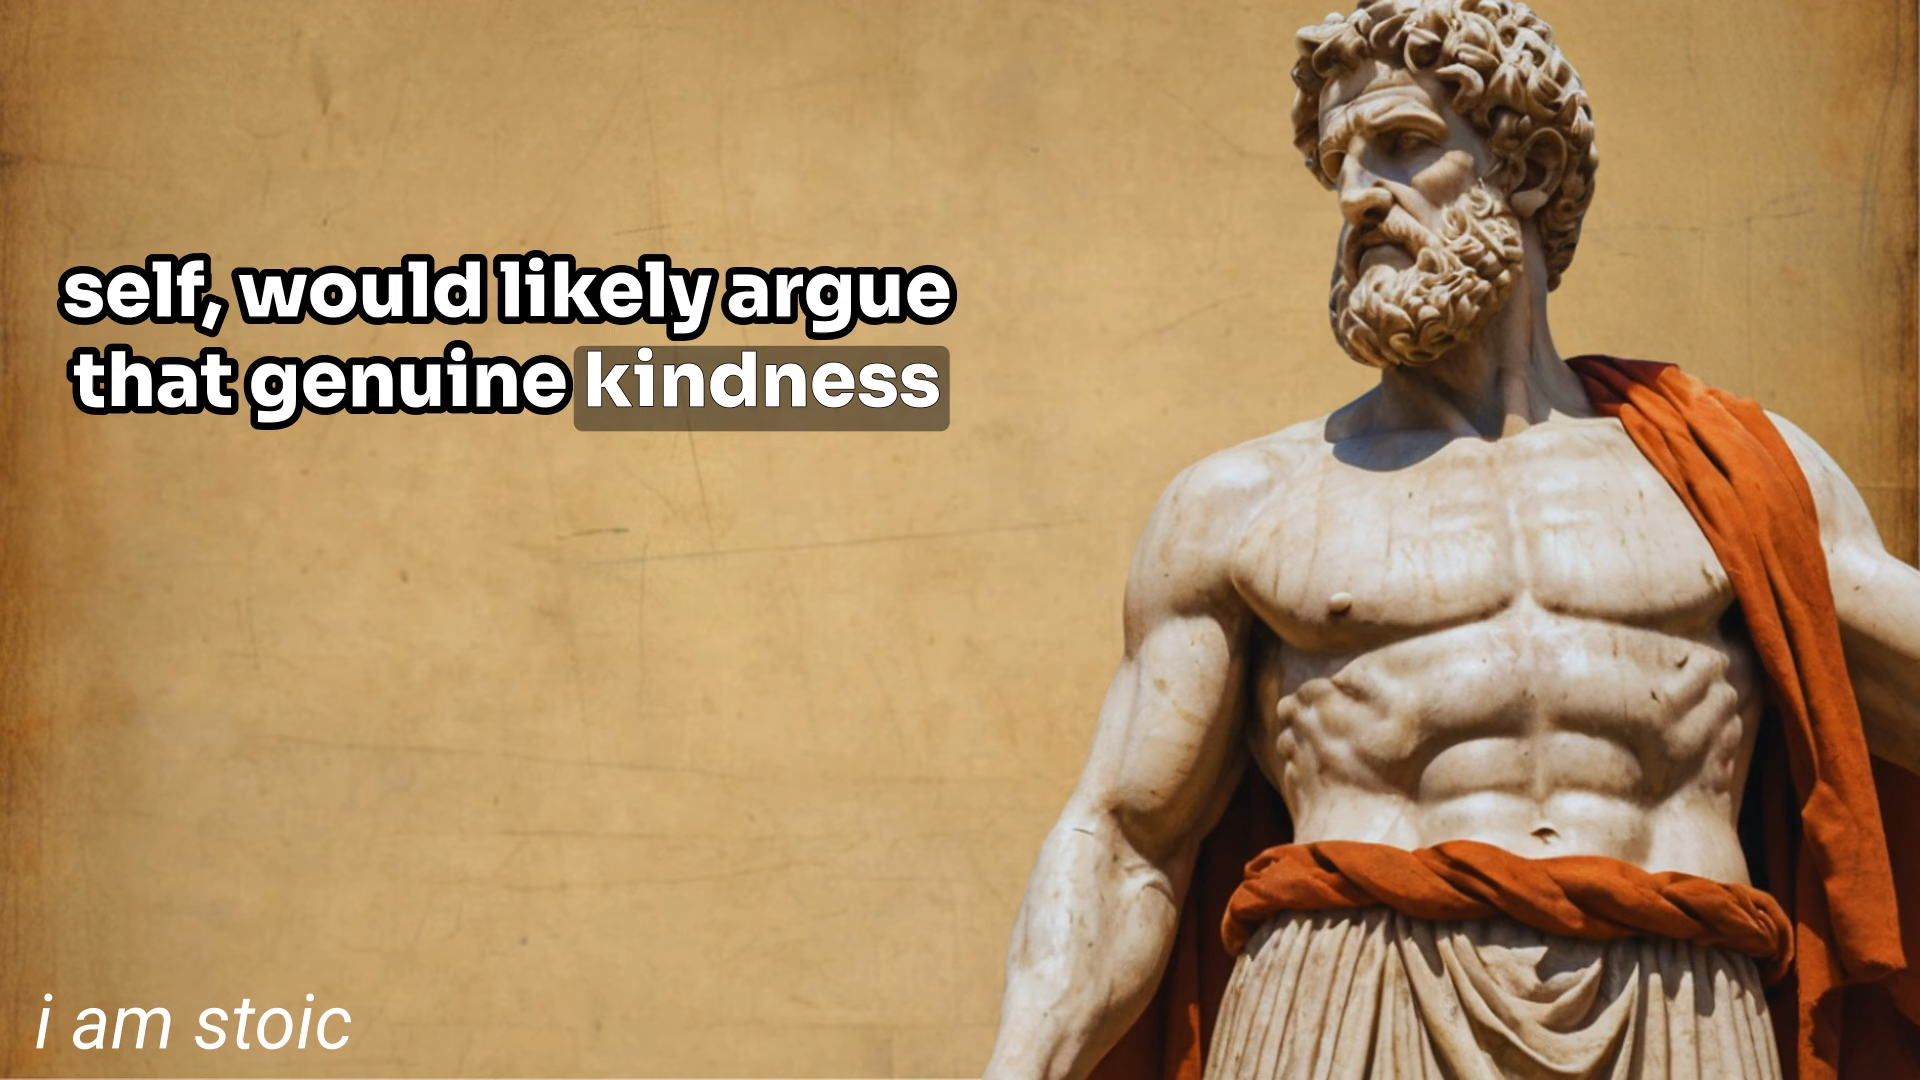 self, would likely argue
that genuine kindness
i am stoic